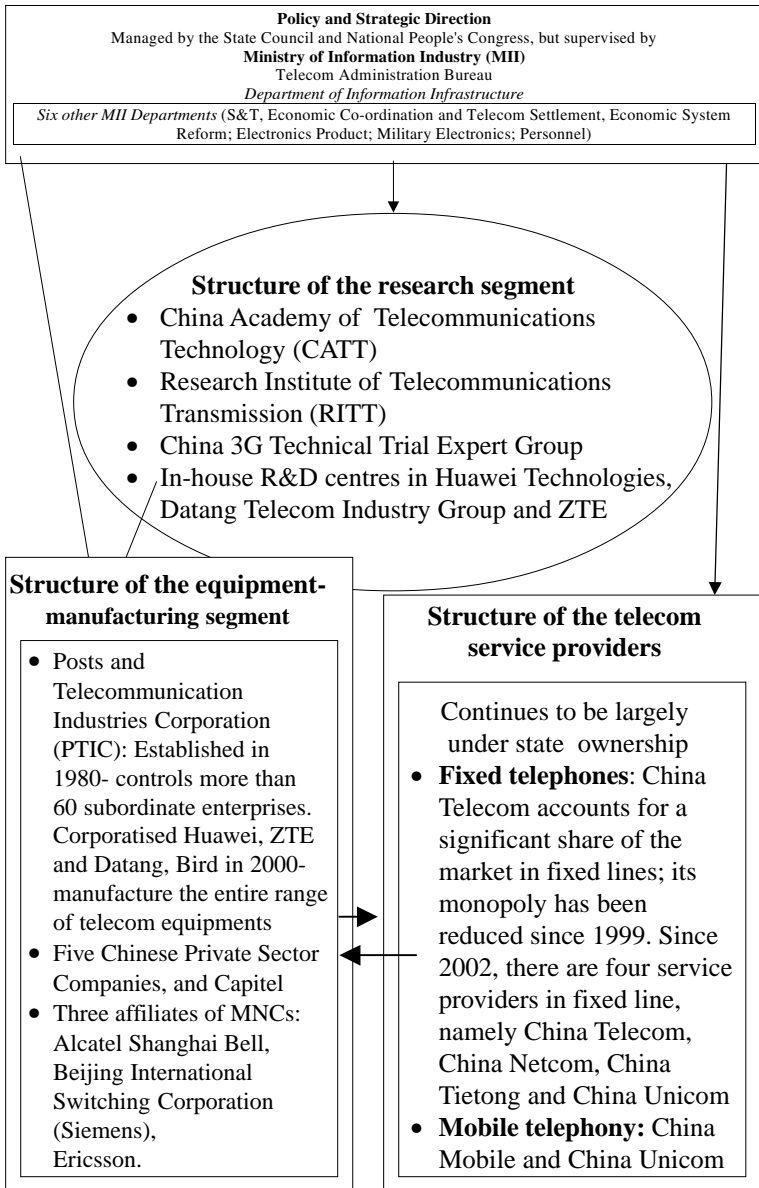 Policy and Strategic Direction
Managed by the State Council and National People's Congress, but supervised by
Ministry of Information Industry (MII)
Telecom Administration Bureau
Department of Information Infrastructure
Six other MII Departments (S&T, Economic Co-ordination and Telecom Settlement, Economic System
Reform; Electronics Product; Military Electronics; Personnel)
Structure of the research segment
• China Academy of Telecommunications
Technology (CATT)
• Research Institute of Telecommunications
Transmission (RITT)
• China 3G Technical Trial Expert Group
• In-house R&D centres in Huawei Technologies,
Datang Telecom Industry Group and ZTE
Structure of the equipment-
manufacturing segment
• Posts and
Telecommunication
Industries Corporation
(PTIC): Established in
1980- controls more than
60 subordinate enterprises.
Corporatised Huawei, ZTE
and Datang, Bird in 2000-
manufacture the entire range
of telecom equipments
• Five Chinese Private Sector
Companies, and Capitel
• Three affiliates of MNCs:
Alcatel Shanghai Bell,
Beijing International
Switching Corporation
(Siemens),
Ericsson.
Structure of the telecom
service providers
Continues to be largely
under state ownership
• Fixed telephones: China
Telecom accounts for a
significant share of the
market in fixed lines; its
monopoly has been
reduced since 1999. Since
2002, there are four service
providers in fixed line,
namely China Telecom,
China Netcom, China
Tietong and China Unicom
• Mobile telephony: China
Mobile and China Unicom